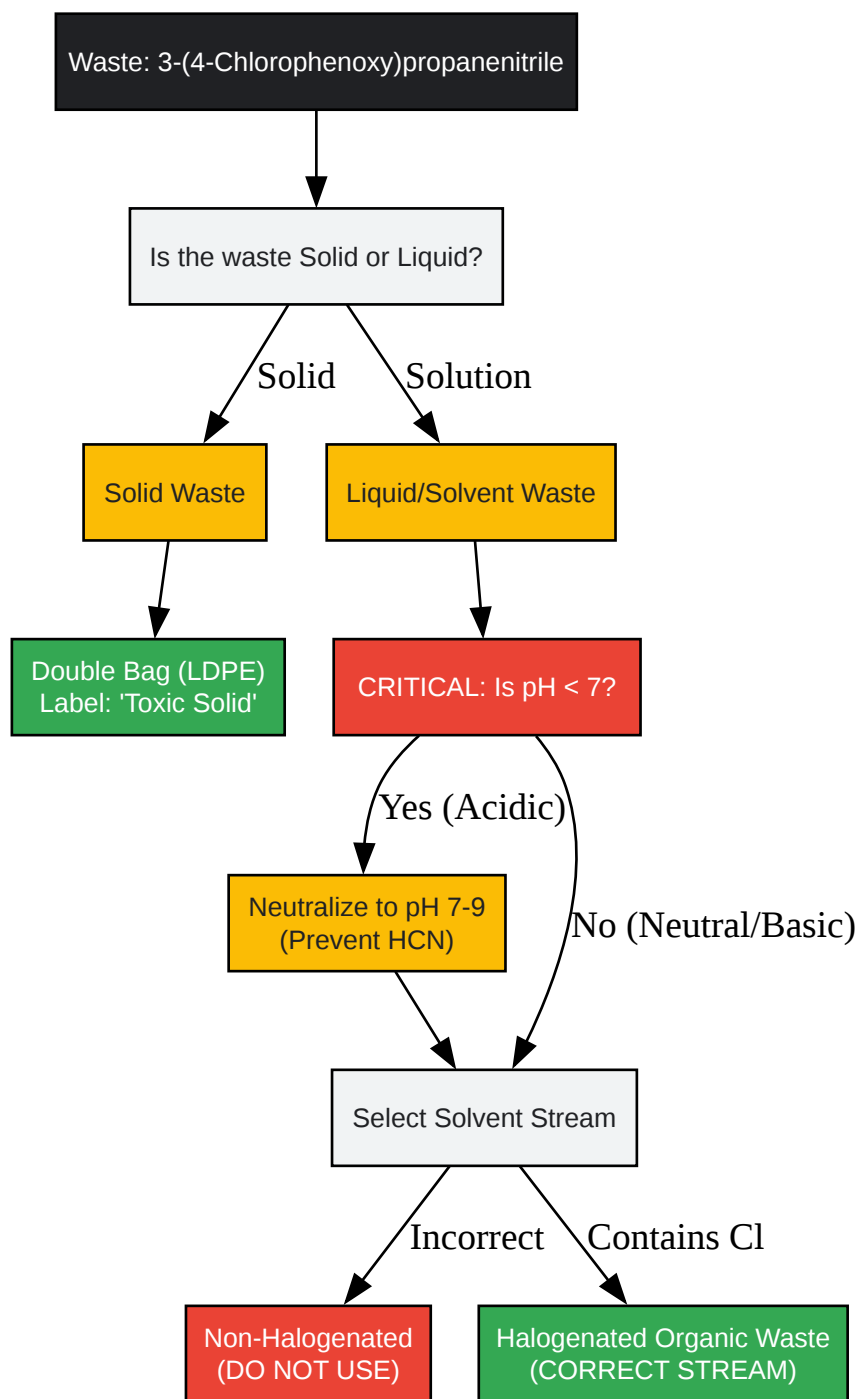 Waste: 3-(4-Chlorophenoxy)propanenitrile
Is the waste Solid or Liquid?
Solid
Solution
Solid Waste
Liquid/Solvent Waste
Double Bag (LDPE)
Label: 'Toxic Solid'
CRITICAL: Is pH < 7?
Yes (Acidic)
Neutralize to pH 7-9
(Prevent HCN)
No (Neutral/Basic)
Select Solvent Stream
Incorrect
Contains Cl
Non-Halogenated
(DO NOT USE)
Halogenated Organic Waste
(CORRECT STREAM)